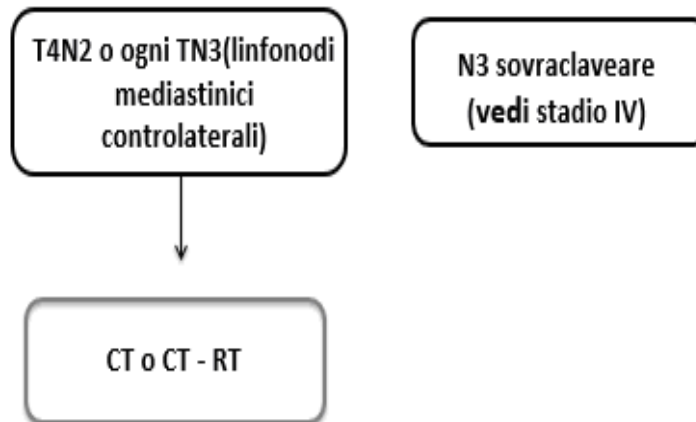 T4N2 o ogni TN3(linfonodi
mediastinici
controlaterali)
N3 sovraclaveare
(vedi stadio IV)
CT o CT - RT